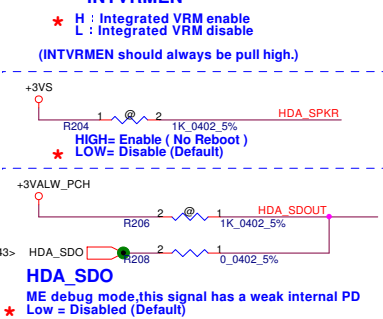 INTVRMEN
* H : Integrated VRM enable
L : Integrated VRM disable
(INTVRMEN should always be pull high.)
+3VS
1 @ 2 HDA_SPKR
R204 1K_0402_5%
HIGH= Enable ( No Reboot )
* LOW= Disable (Default)
+3VALW_PCH
2 @ 1 HDA_SDOUT
R206 1K_0402_5%
43> HDA_SDO 2 1
R208 0_0402_5%
HDA_SDO
ME debug mode,this signal has a weak internal PD
* Low = Disabled (Default)